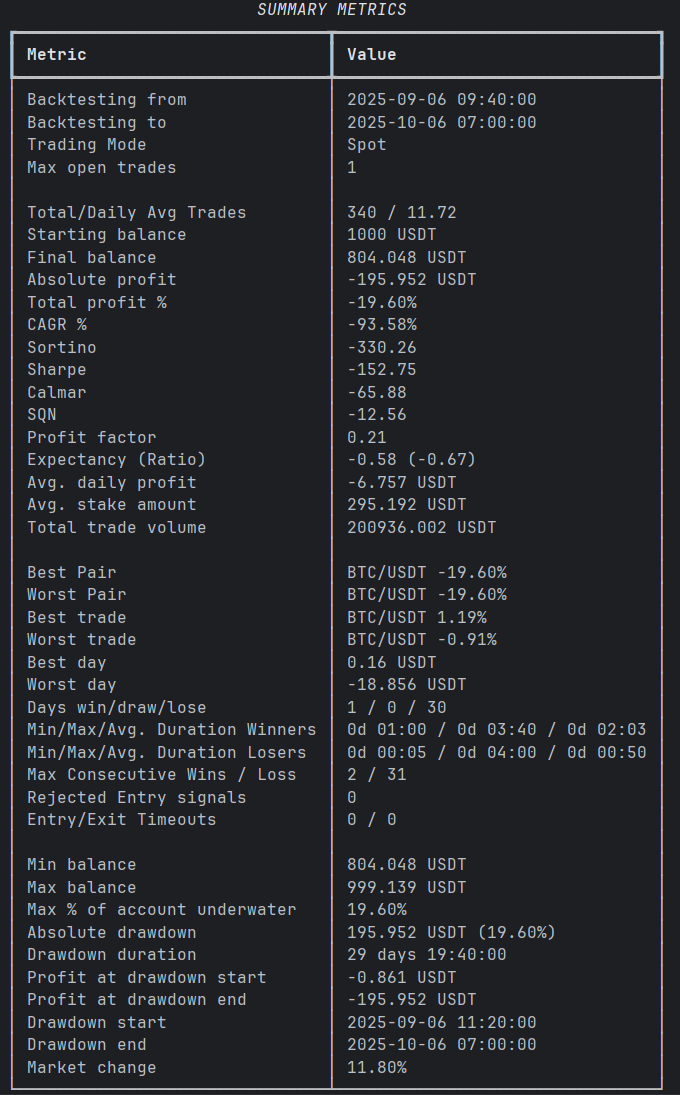 SUMMARY METRICS
Metric Value
Backtesting from 2025-09-06 09:40:00
Backtesting to 2025-10-06 07:00:00
Trading Mode Spot
Max open trades 1
Total/Daily Avg Trades 340 / 11.72
Starting balance 1000 USDT
Final balance 804.048 USDT
Absolute profit -195.952 USDT
Total profit % -19.60%
CAGR % -93.58%
Sortino -330.26
Sharpe -152.75
Calmar -65.88
SQN -12.56
Profit factor 0.21
Expectancy (Ratio) -0.58 (-0.67)
Avg. daily profit -6.757 USDT
Avg. stake amount 295.192 USDT
Total trade volume 200936.002 USDT
Best Pair BTC/USDT -19.60%
Worst Pair BTC/USDT -19.60%
Best trade BTC/USDT 1.19%
Worst trade BTC/USDT -0.91%
Best day 0.16 USDT
Worst day -18.856 USDT
Days win/draw/lose 1 / 0 / 30
Min/Max/Avg. Duration Winners 0d 01:00 / 0d 03:40 / 0d 02:03
Min/Max/Avg. Duration Losers 0d 00:05 / 0d 04:00 / 0d 00:50
Max Consecutive Wins / Loss 2 / 31
Rejected Entry signals 0
Entry/Exit Timeouts 0 / 0
Min balance 804.048 USDT
Max balance 999.139 USDT
Max % of account underwater 19.60%
Absolute drawdown 195.952 USDT (19.60%)
Drawdown duration 29 days 19:40:00
Profit at drawdown start -0.861 USDT
Profit at drawdown end -195.952 USDT
Drawdown start 2025-09-06 11:20:00
Drawdown end 2025-10-06 07:00:00
Market change 11.80%